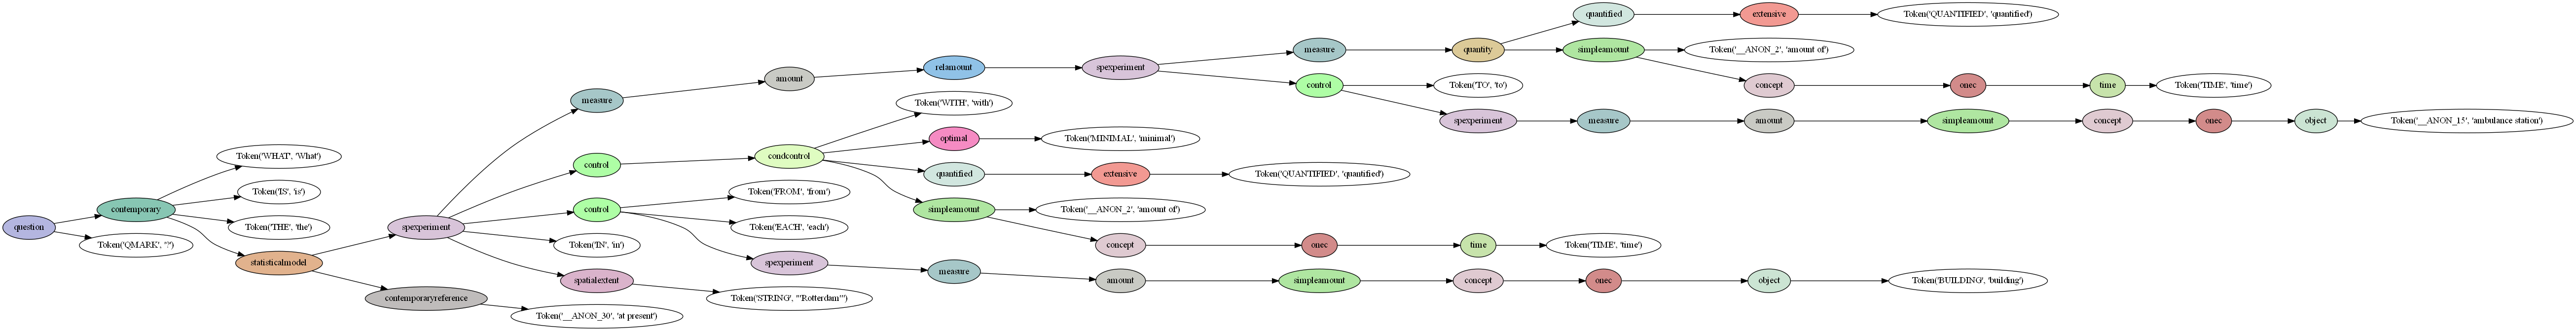 quantified extensive Token('QUANTIFIED', 'quantified')
measure quantity simpleamount Token('__ANON_2', 'amount of')
relamount spexperiment
amount control Token('TO', 'to') concept onec time Token('TIME', 'time')
measure Token('WITH', 'with') spexperiment measure amount simpleamount concept onec object Token('__ANON_15', 'ambulance station')
optimal Token('MINIMAL', 'minimal')
Token('WHAT', 'What') control condcontrol
quantified extensive Token('QUANTIFIED', 'quantified')
Token('IS', 'is') Token('FROM', 'from')
contemporary control simpleamount Token('__ANON_2', 'amount of')
question Token('THE', 'the') spexperiment Token('EACH', 'each')
Token('QMARK', '?') Token('IN', 'in') concept onec time Token('TIME', 'time')
statisticalmodel spexperiment
measure
spatialextent amount simpleamount concept onec object Token('BUILDING', 'building')
contemporaryreference Token('STRING', "'Rotterdam'")
Token('__ANON_30', 'at present')